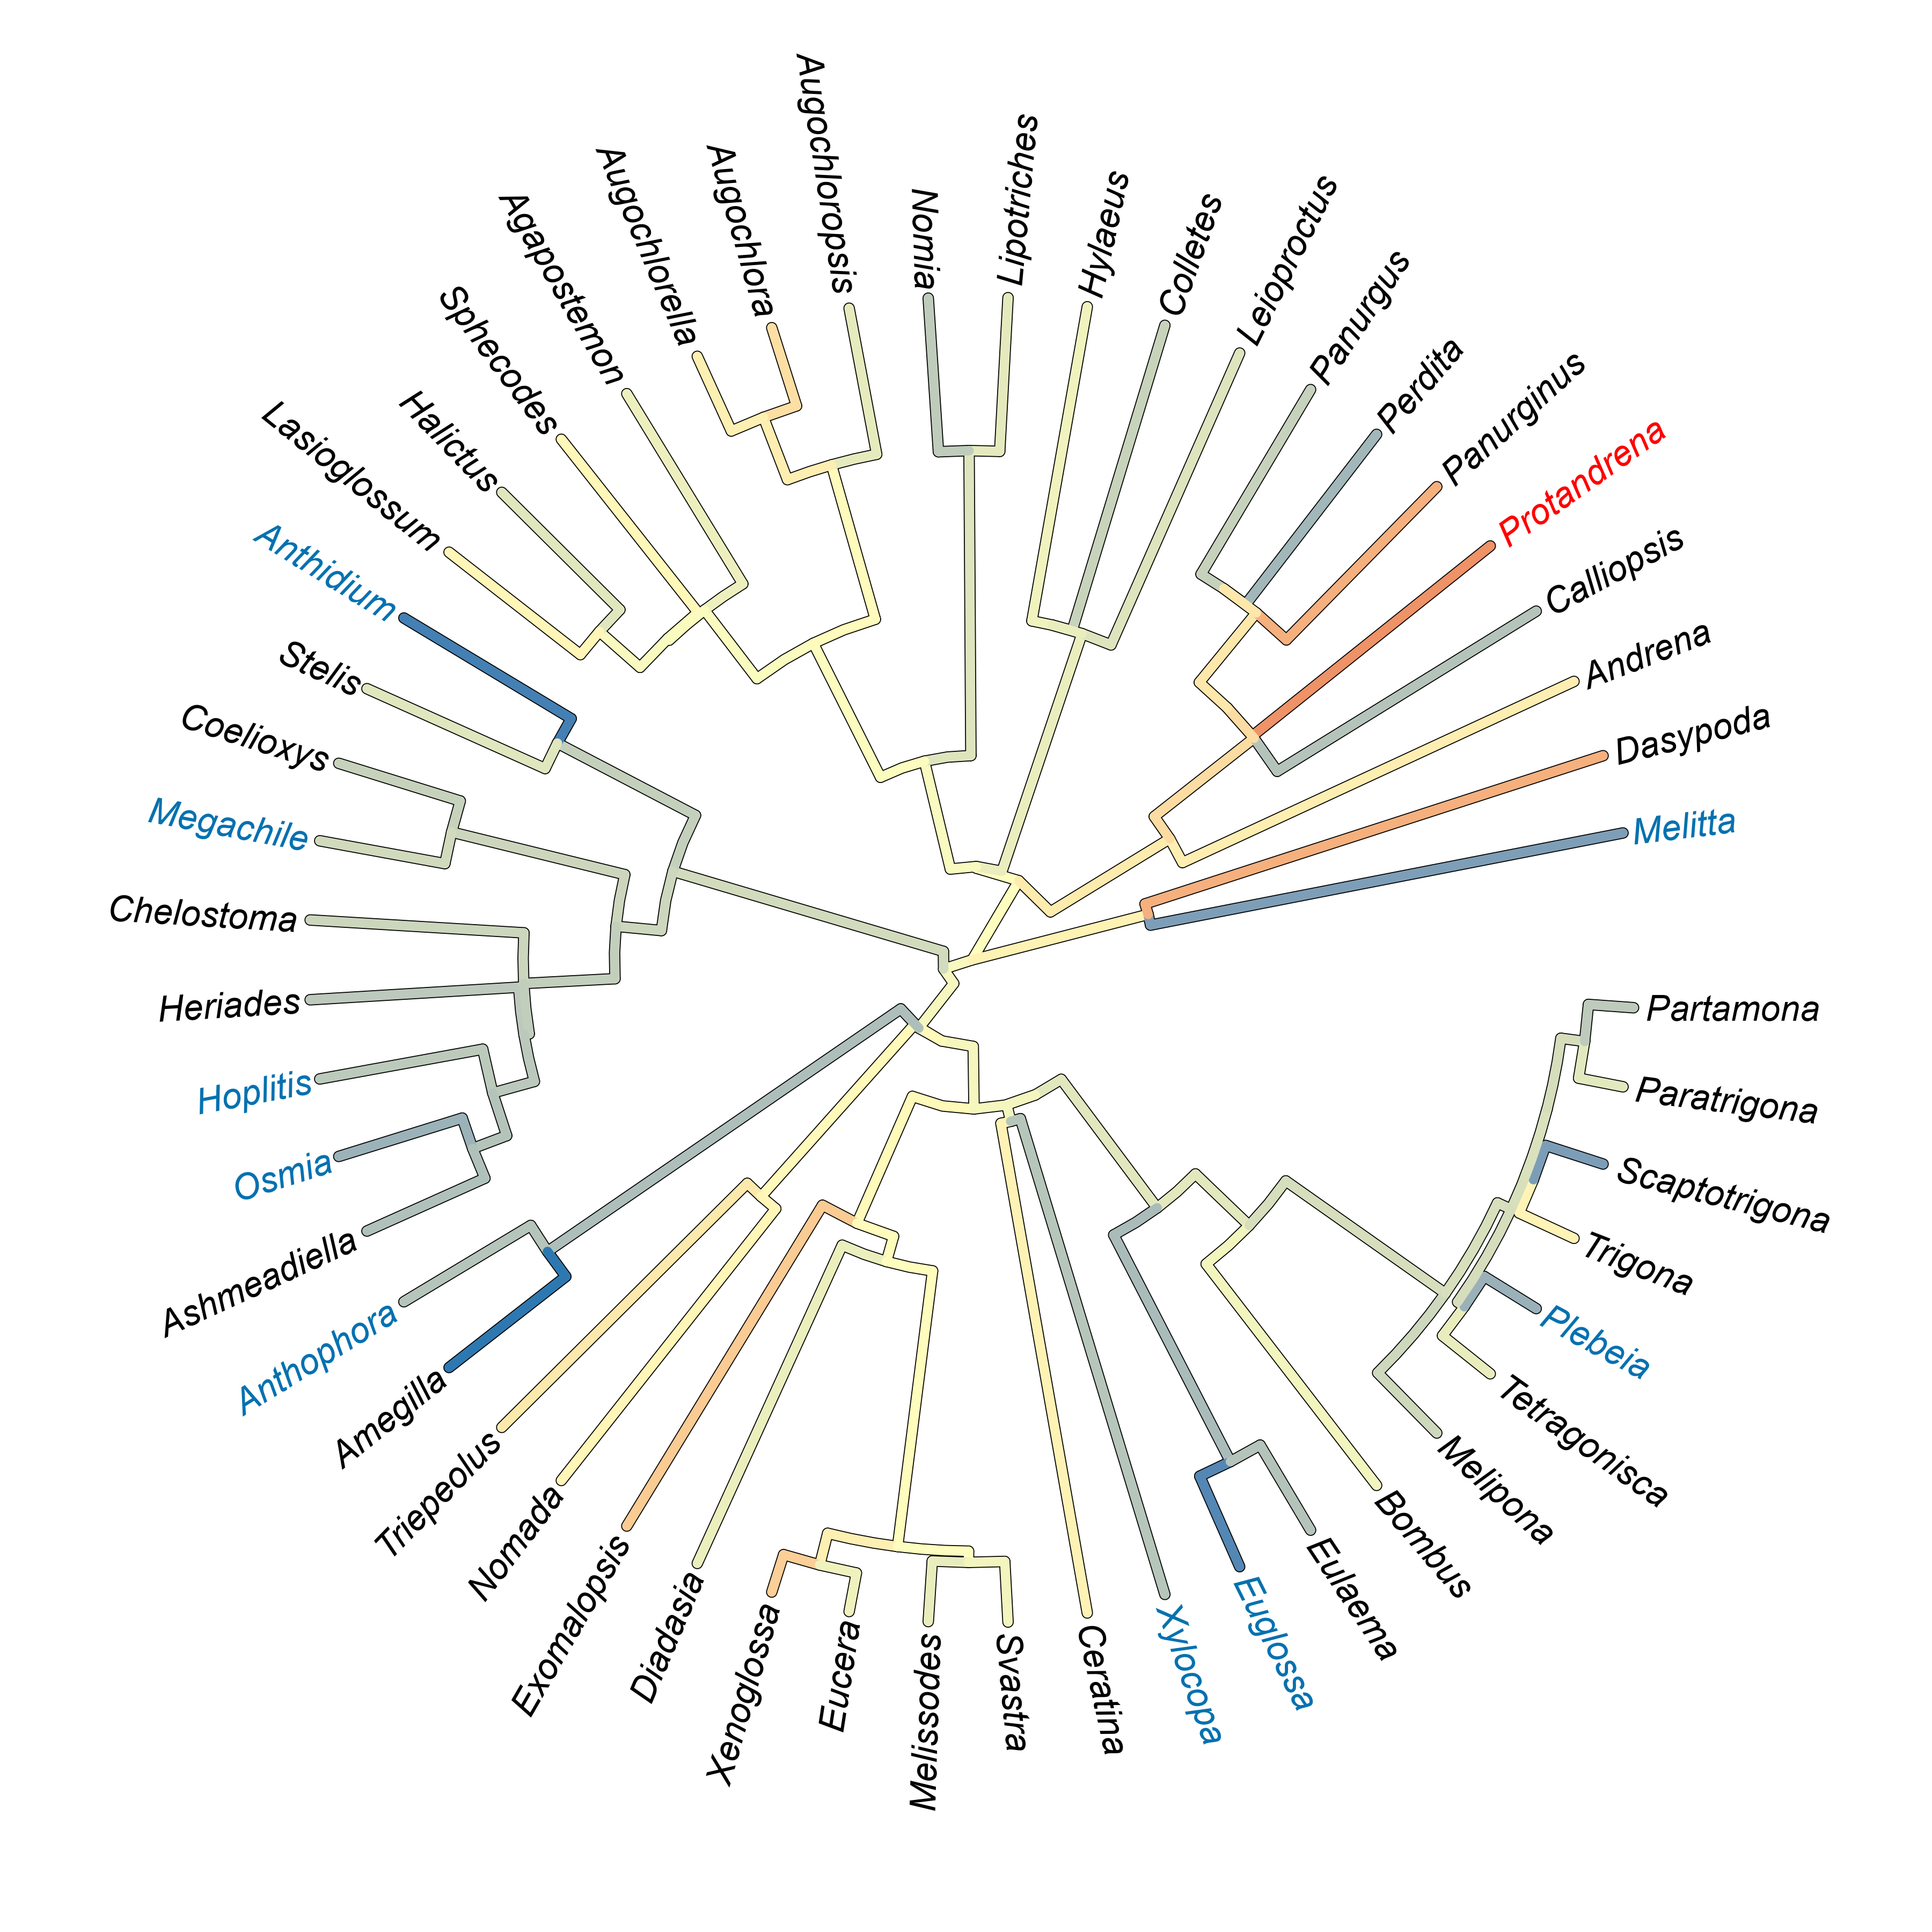 Augochloropsis
Nomia
Lipotriches
Hylaeus
Colletes
Leioproctus
Panurgus
Perdita
Panurginus
Protandrena
Calliopsis
Andrena
Dasypoda
Melitta
Partamona
Paratrigona
Scaptotrigona
Trigona
Plebeia
Tetragonisca
Melipona
Bombus
Eulaema
Euglossa
Xylocopa
Ceratina
Svastra
Melissodes
Eucera
Xenoglossa
Diadasia
Exomalopsis
Nomada
Triepeolus
Amegilla
Anthophora
Ashmeadiella
Osmia
Hoplitis
Heriades
Chelostoma
Megachile
Coelioxys
Stelis
Anthidium
Lasioglossum
Halictus
Sphecodes
Agapostemon
Augochlorella
Augochlora